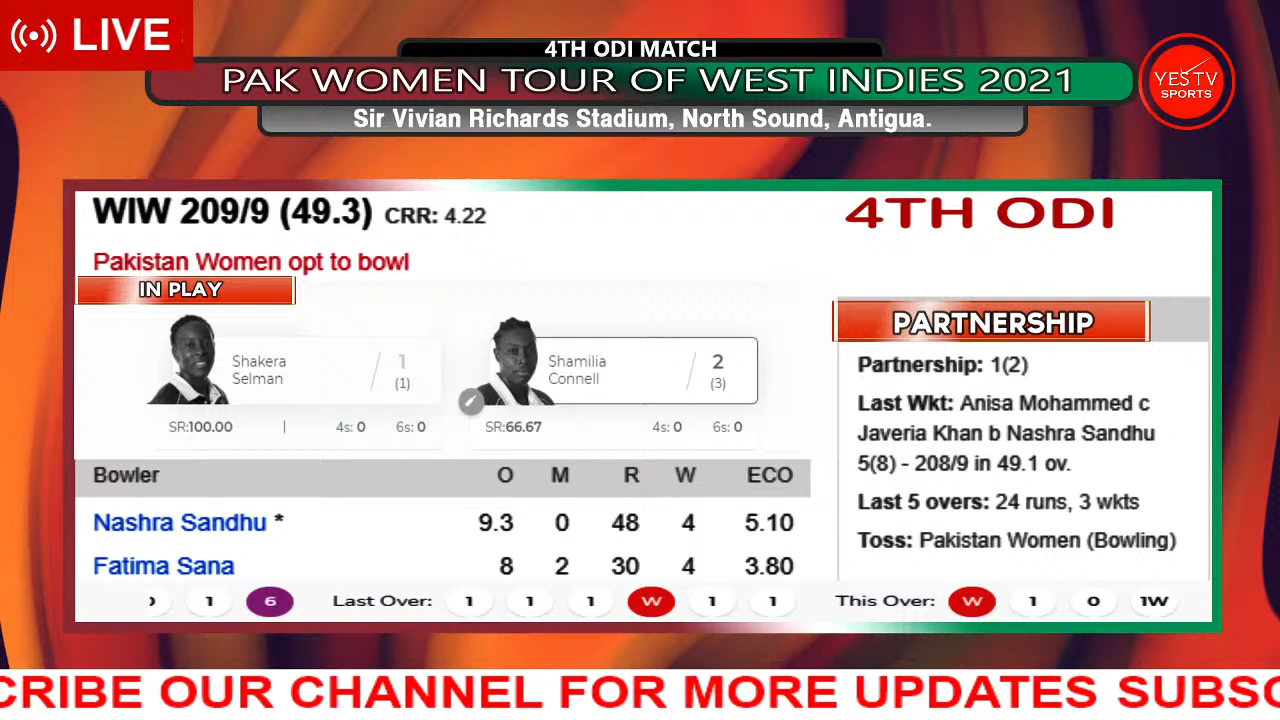 LIVE
4TH ODI MATCH
PAK WOMEN TOUR OF WEST INDIES 2021
YESTV
SPORTS
Sir Vivian Richards Stadium, North Sound, Antigua.
WIW 209/9 (49.3) CRR: 4.22
4TH ODI
Pakistan Women opt to bowl
IN PLAY
Shakera
Selman
1
(1)
SR:100.00 | 4s: 0 6s: 0
Shamilia
Connell
2
(3)
SR:66.67 4s: 0 6s: 0
PARTNERSHIP
Partnership: 1(2)
Last Wkt: Anisa Mohammed c
Javeria Khan b Nashra Sandhu
5(8) - 208/9 in 49.1 ov.
Last 5 overs: 24 runs, 3 wkts
Toss: Pakistan Women (Bowling)
Bowler O M R W ECO
Nashra Sandhu * 9.3 0 48 4 5.10
Fatima Sana 8 2 30 4 3.80
1 6 Last Over: 1 1 1 W 1 1 This Over: W 1 0 1W
CRIBE OUR CHANNEL FOR MORE UPDATES SUBSC